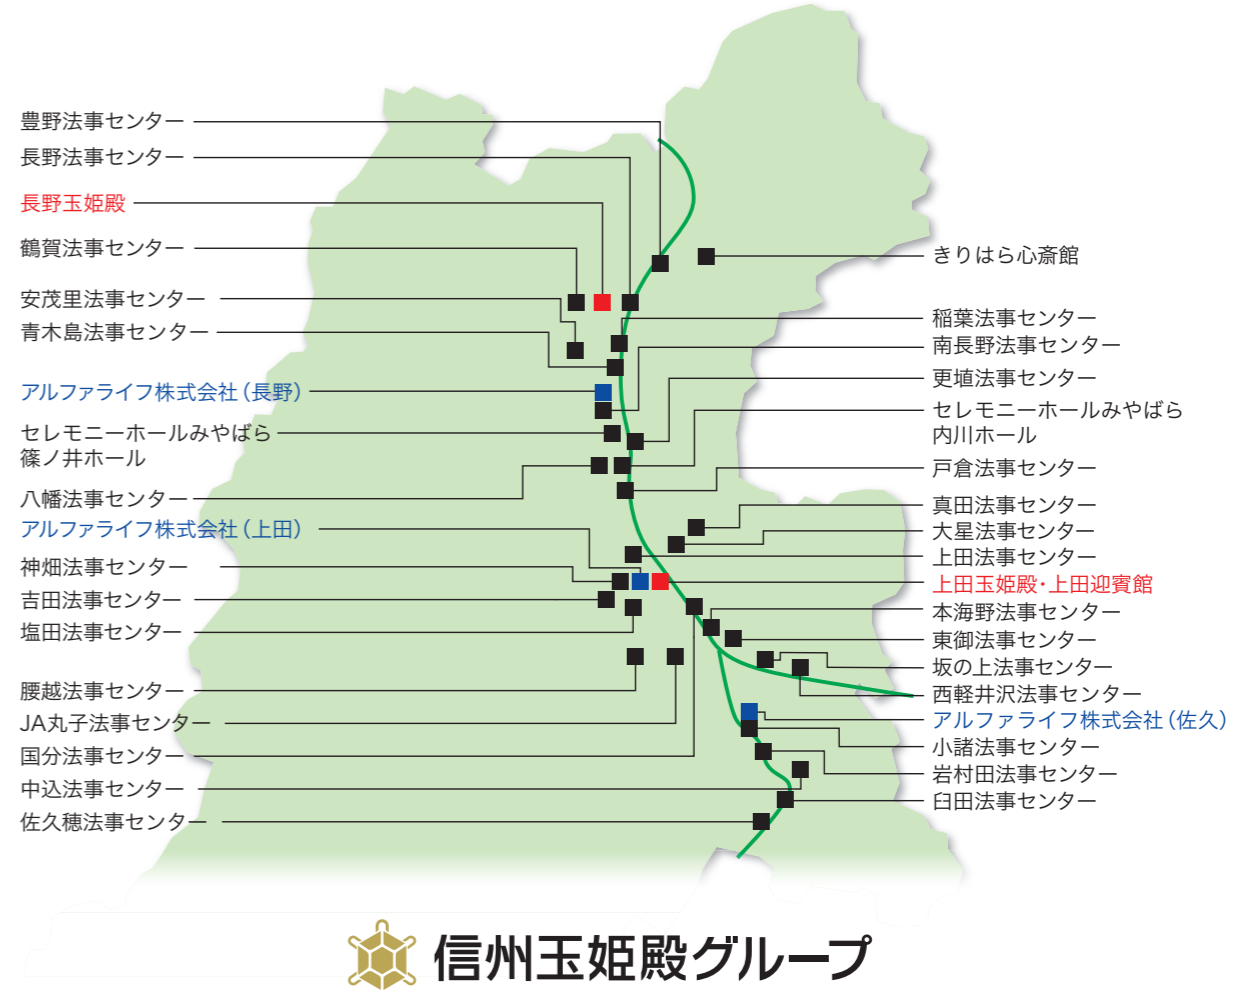 豊野法事センター
長野法事センター
長野玉姫殿
鶴賀法事センター
安茂里法事センター
青木島法事センター
アルファライフ株式会社（長野）
セレモニーホールみやばら
篠ノ井ホール
八幡法事センター
アルファライフ株式会社（上田）
神畑法事センター
吉田法事センター
塩田法事センター
腰越法事センター
JA丸子法事センター
国分法事センター
中込法事センター
佐久穂法事センター
きりはら心斎館
稲葉法事センター
南長野法事センター
更埴法事センター
セレモニーホールみやばら
内川ホール
戸倉法事センター
真田法事センター
大星法事センター
上田法事センター
上田玉姫殿・上田迎賓館
本海野法事センター
東御法事センター
坂の上法事センター
西軽井沢法事センター
アルファライフ株式会社（佐久）
小諸法事センター
岩村田法事センター
臼田法事センター
信州玉姫殿グループ